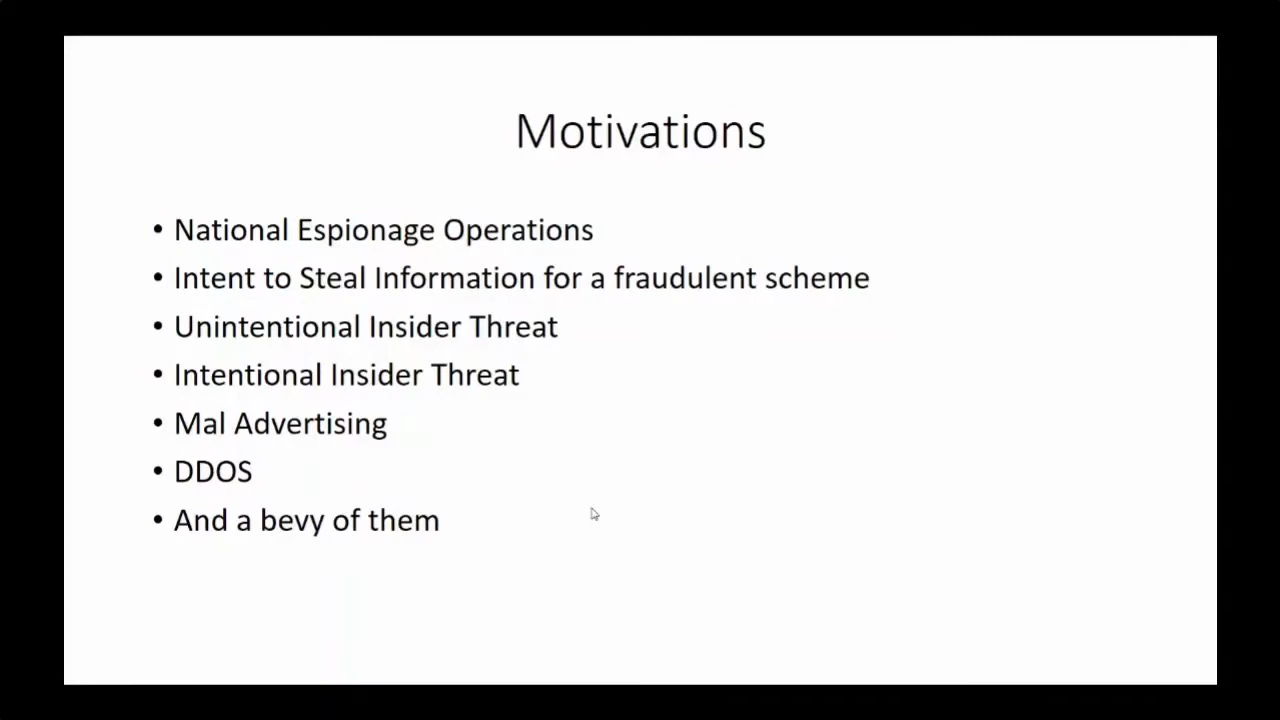 Motivations
• National Espionage Operations
• Intent to Steal Information for a fraudulent scheme
• Unintentional Insider Threat
• Intentional Insider Threat
• Mal Advertising
• DDOS
• And a bevy of them